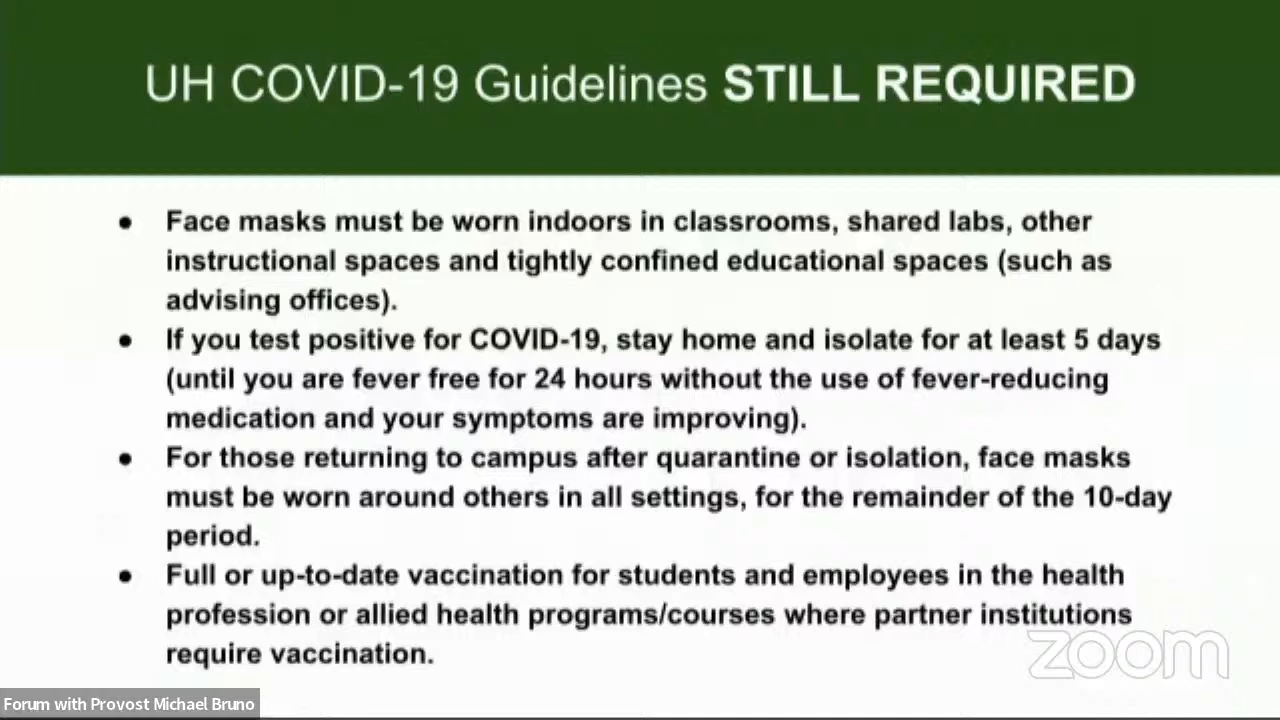 UH COVID-19 Guidelines STILL REQUIRED
● Face masks must be worn indoors in classrooms, shared labs, other
instructional spaces and tightly confined educational spaces (such as
advising offices).
● If you test positive for COVID-19, stay home and isolate for at least 5 days
(until you are fever free for 24 hours without the use of fever-reducing
medication and your symptoms are improving).
● For those returning to campus after quarantine or isolation, face masks
must be worn around others in all settings, for the remainder of the 10-day
period.
● Full or up-to-date vaccination for students and employees in the health
profession or allied health programs/courses where partner institutions
require vaccination.
zoom
Forum with Provost Michael Bruno